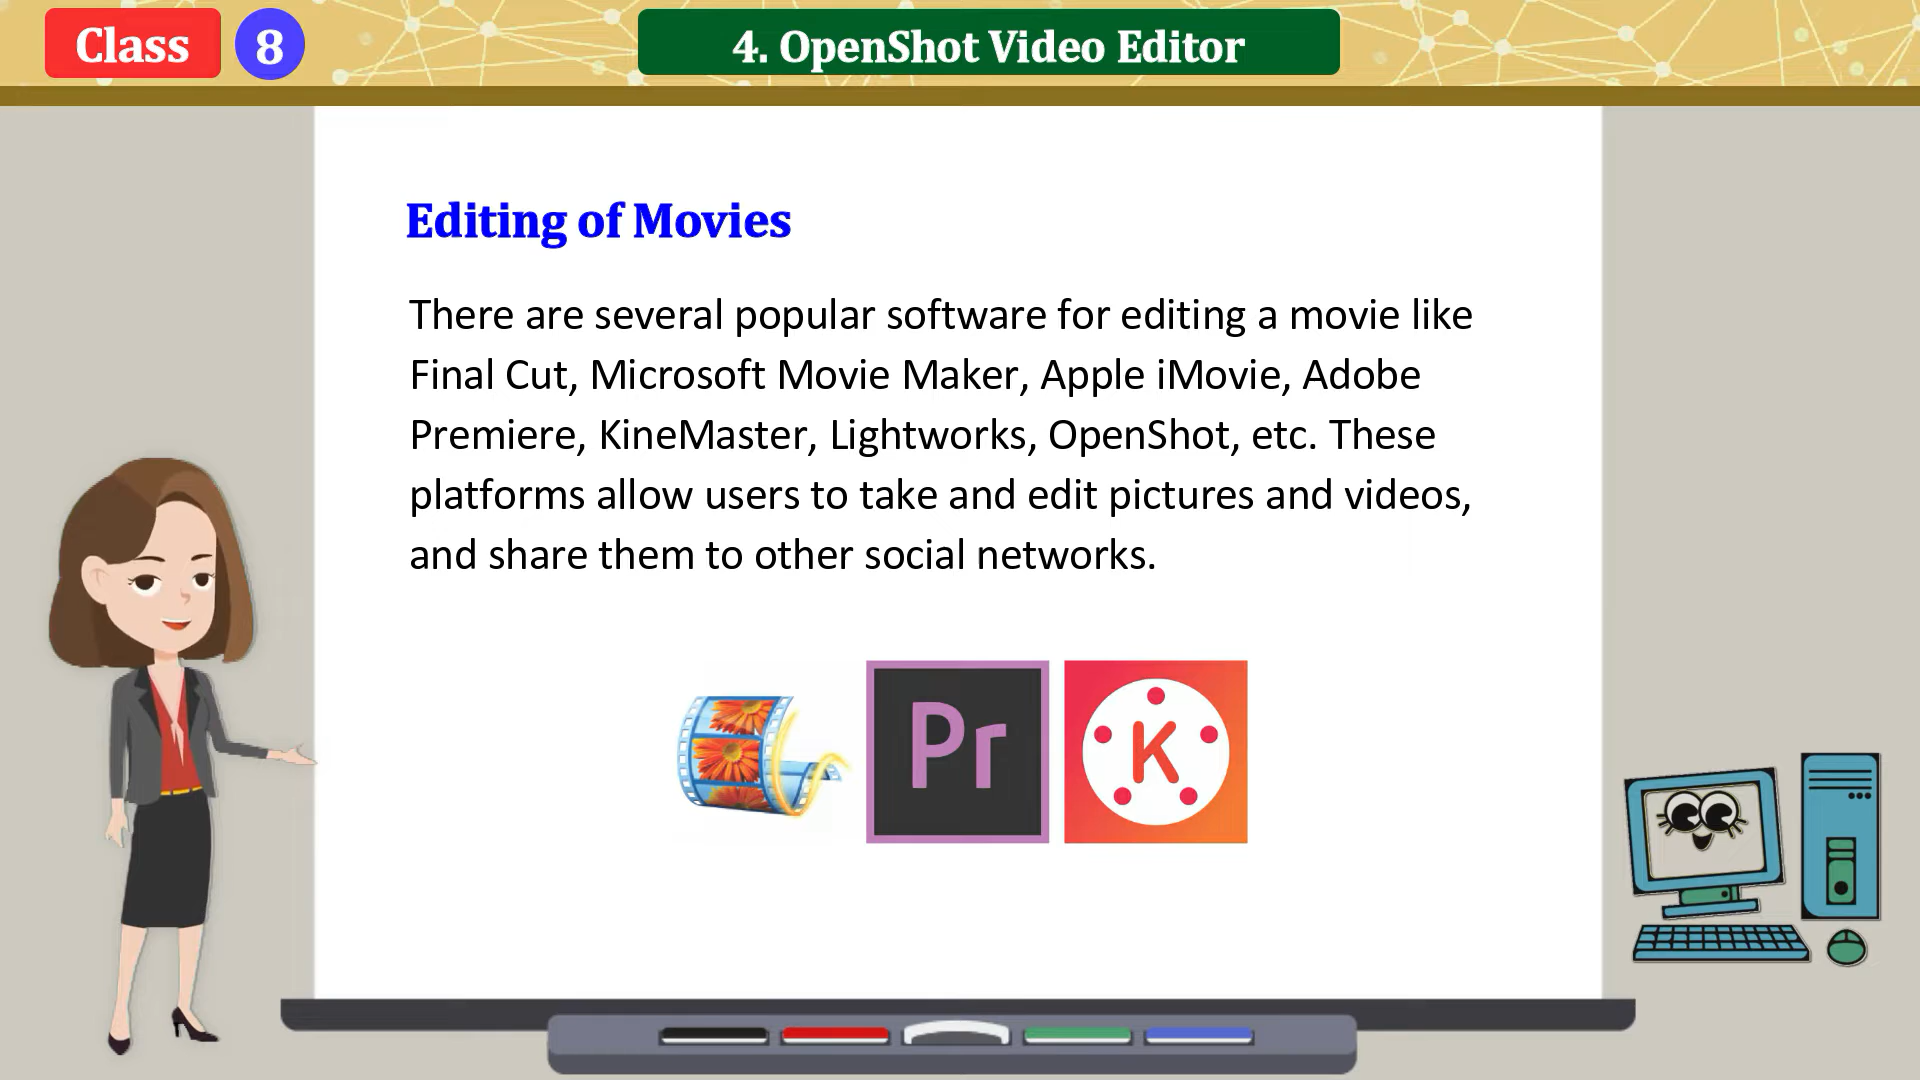 Class 8
4. OpenShot Video Editor
Editing of Movies
There are several popular software for editing a movie like
Final Cut, Microsoft Movie Maker, Apple iMovie, Adobe
Premiere, KineMaster, Lightworks, OpenShot, etc. These
platforms allow users to take and edit pictures and videos,
and share them to other social networks.
Pr
K